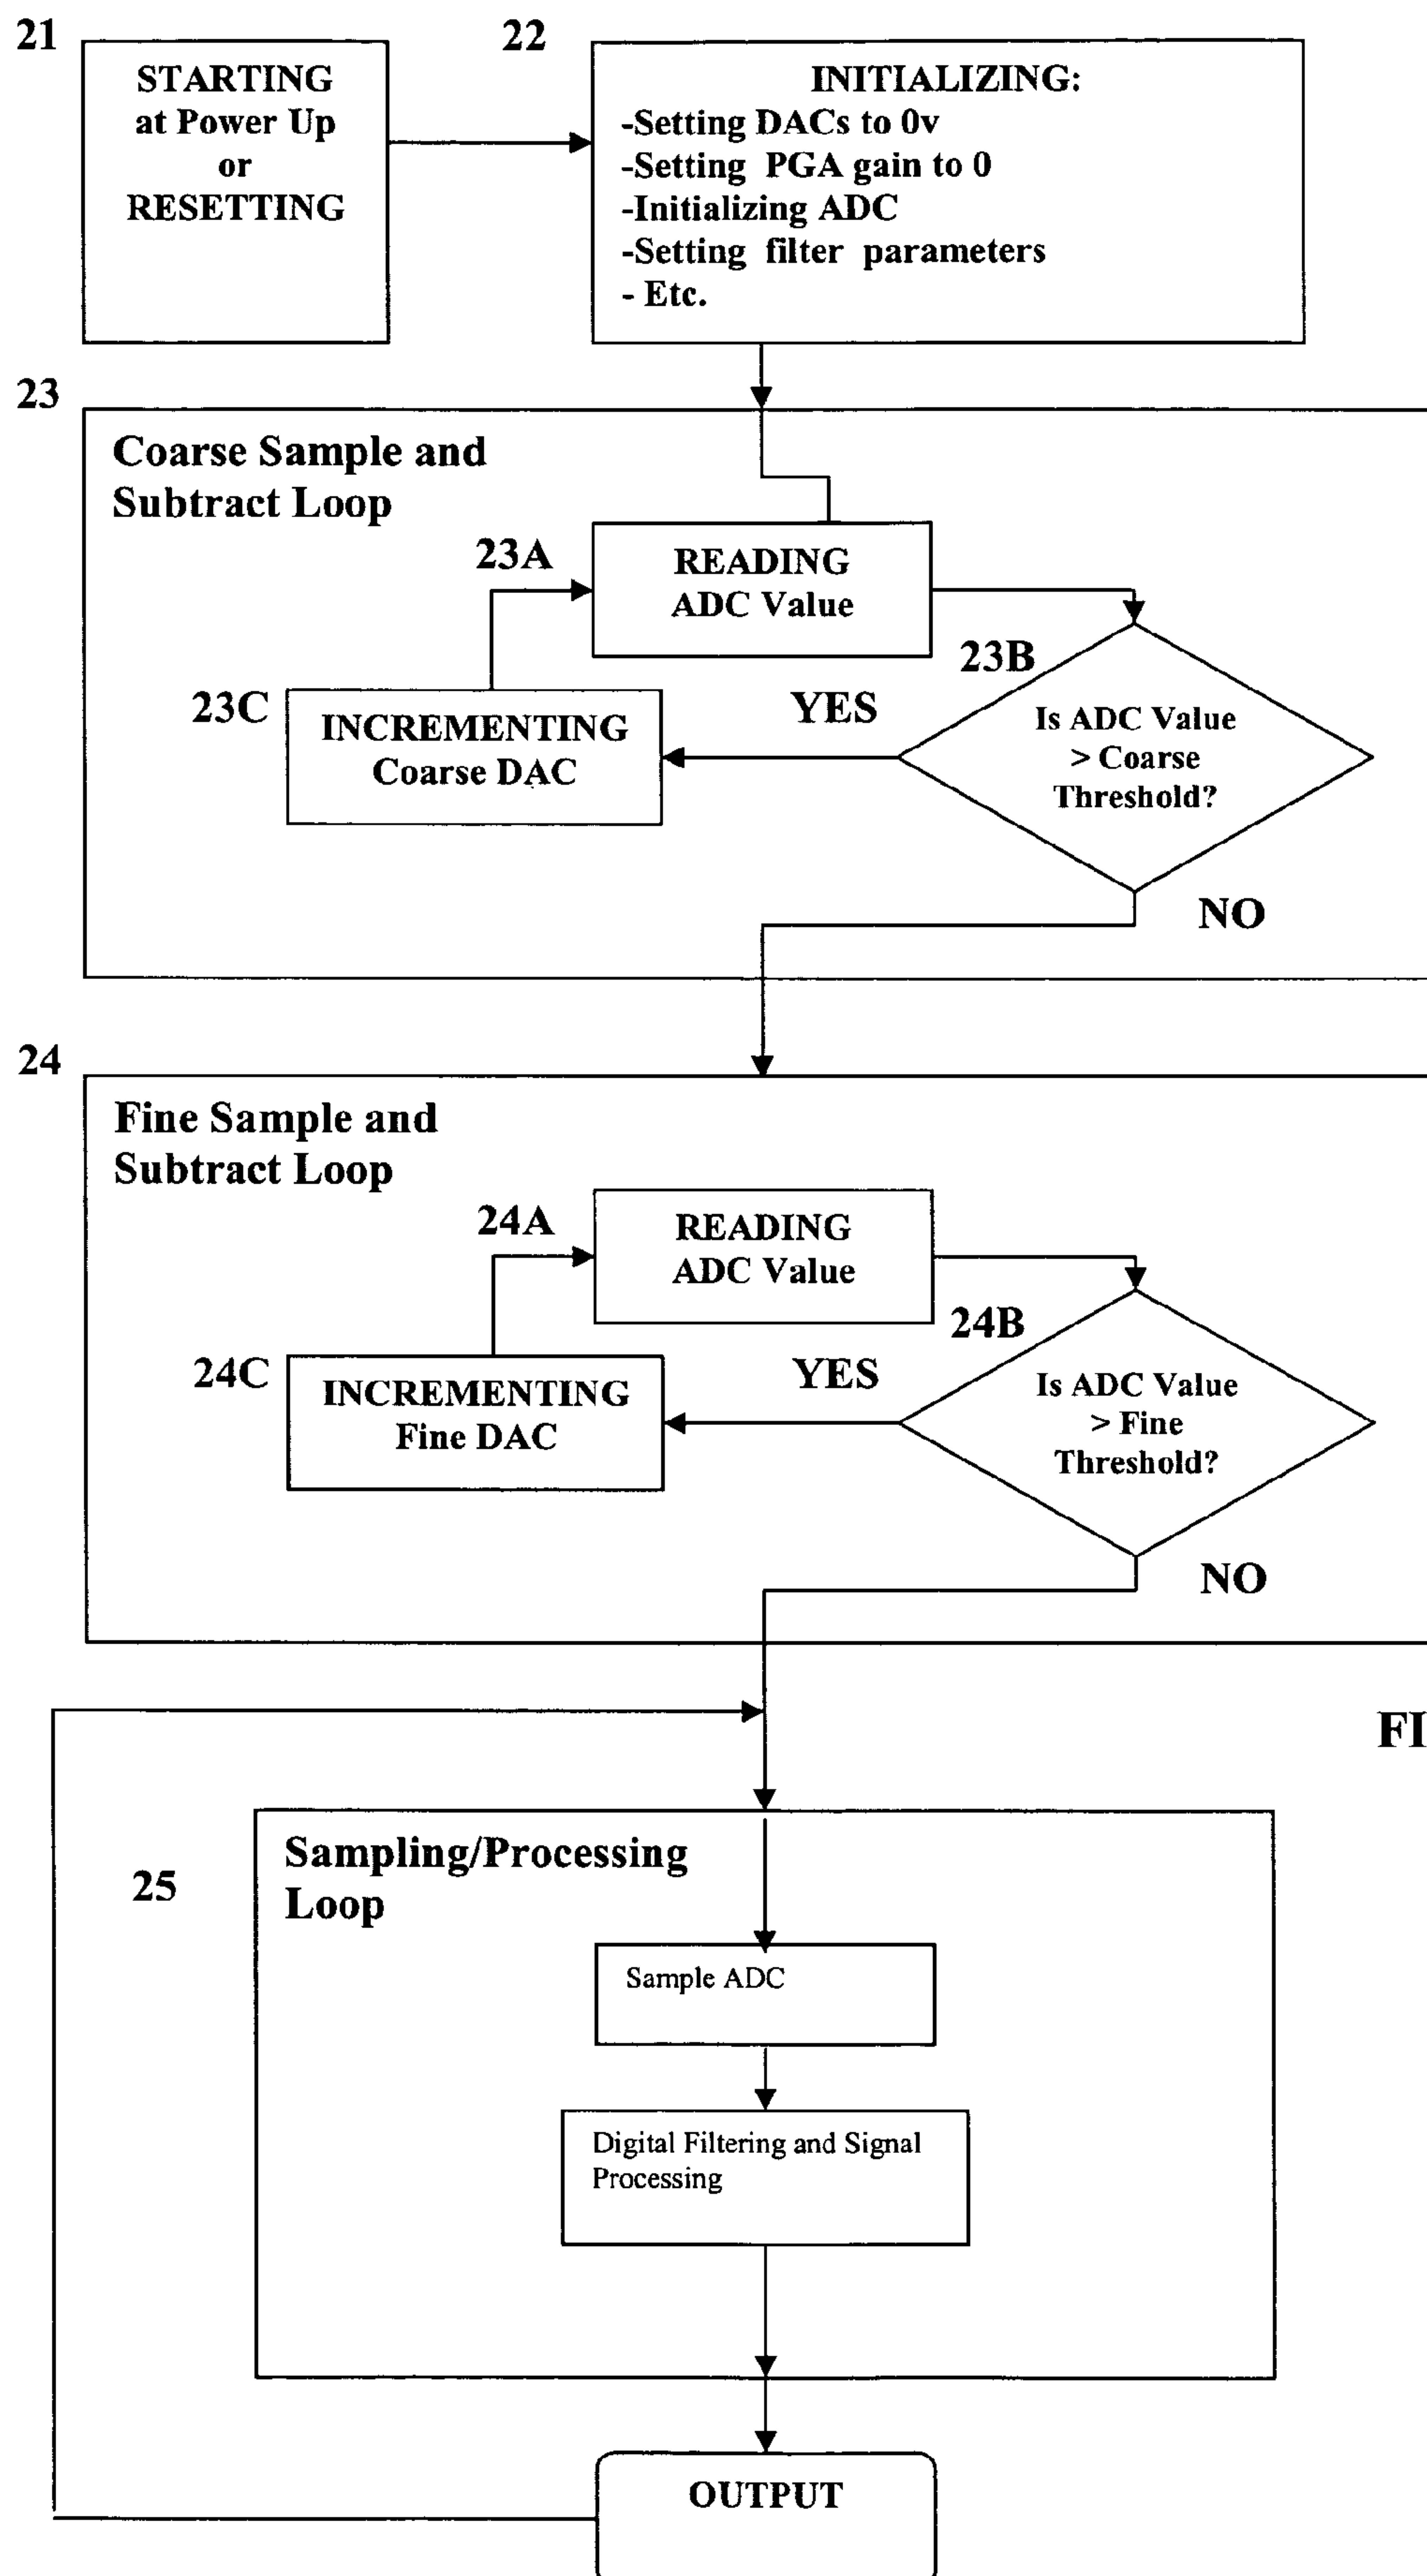 21
STARTING
at Power Up
or
RESETTING
22
INITIALIZING:
-Setting DACs to 0v
-Setting PGA gain to 0
-Initializing ADC
-Setting filter parameters
- Etc.
23
Coarse Sample and
Subtract Loop
23A
READING
ADC Value
23B
Is ADC Value
> Coarse
Threshold?
YES
23C
INCREMENTING
Coarse DAC
NO
24
Fine Sample and
Subtract Loop
24A
READING
ADC Value
24B
Is ADC Value
> Fine
Threshold?
YES
24C
INCREMENTING
Fine DAC
NO
FI
25
Sampling/Processing
Loop
Sample ADC
Digital Filtering and Signal
Processing
OUTPUT